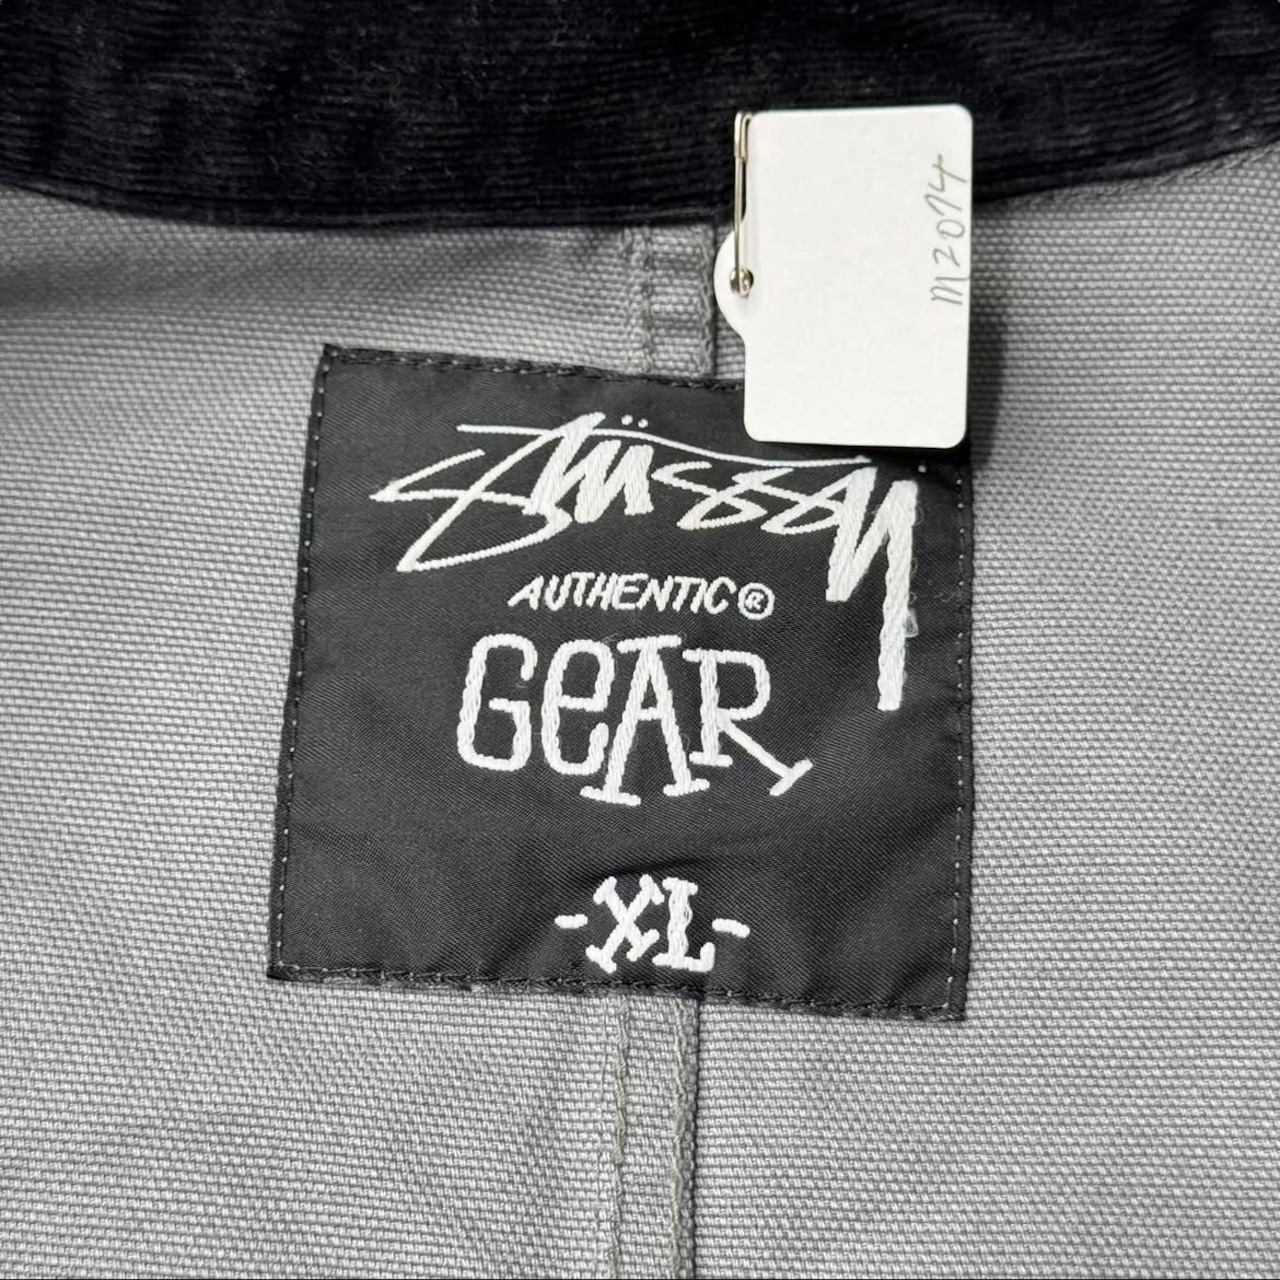 m2074
Stüssy
AUTHENTIC®
GEAR
-XL-